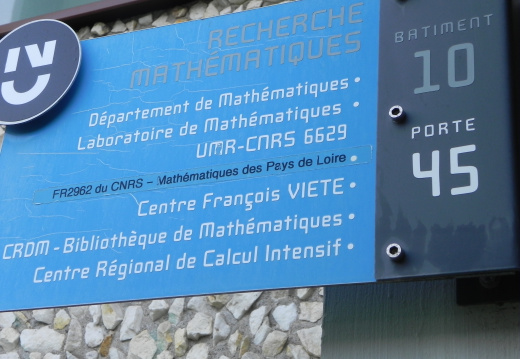 RECHERCHE
MATHÉMATIQUES
Département de Mathématiques •
Laboratoire de Mathématiques •
UMR-CNRS 6629
FR2962 du CNRS – Mathématiques des Pays de Loire •
Centre François VIETE •
CRDM - Bibliothèque de Mathématiques •
Centre Régional de Calcul Intensif •
BATIMENT
10
PORTE
45